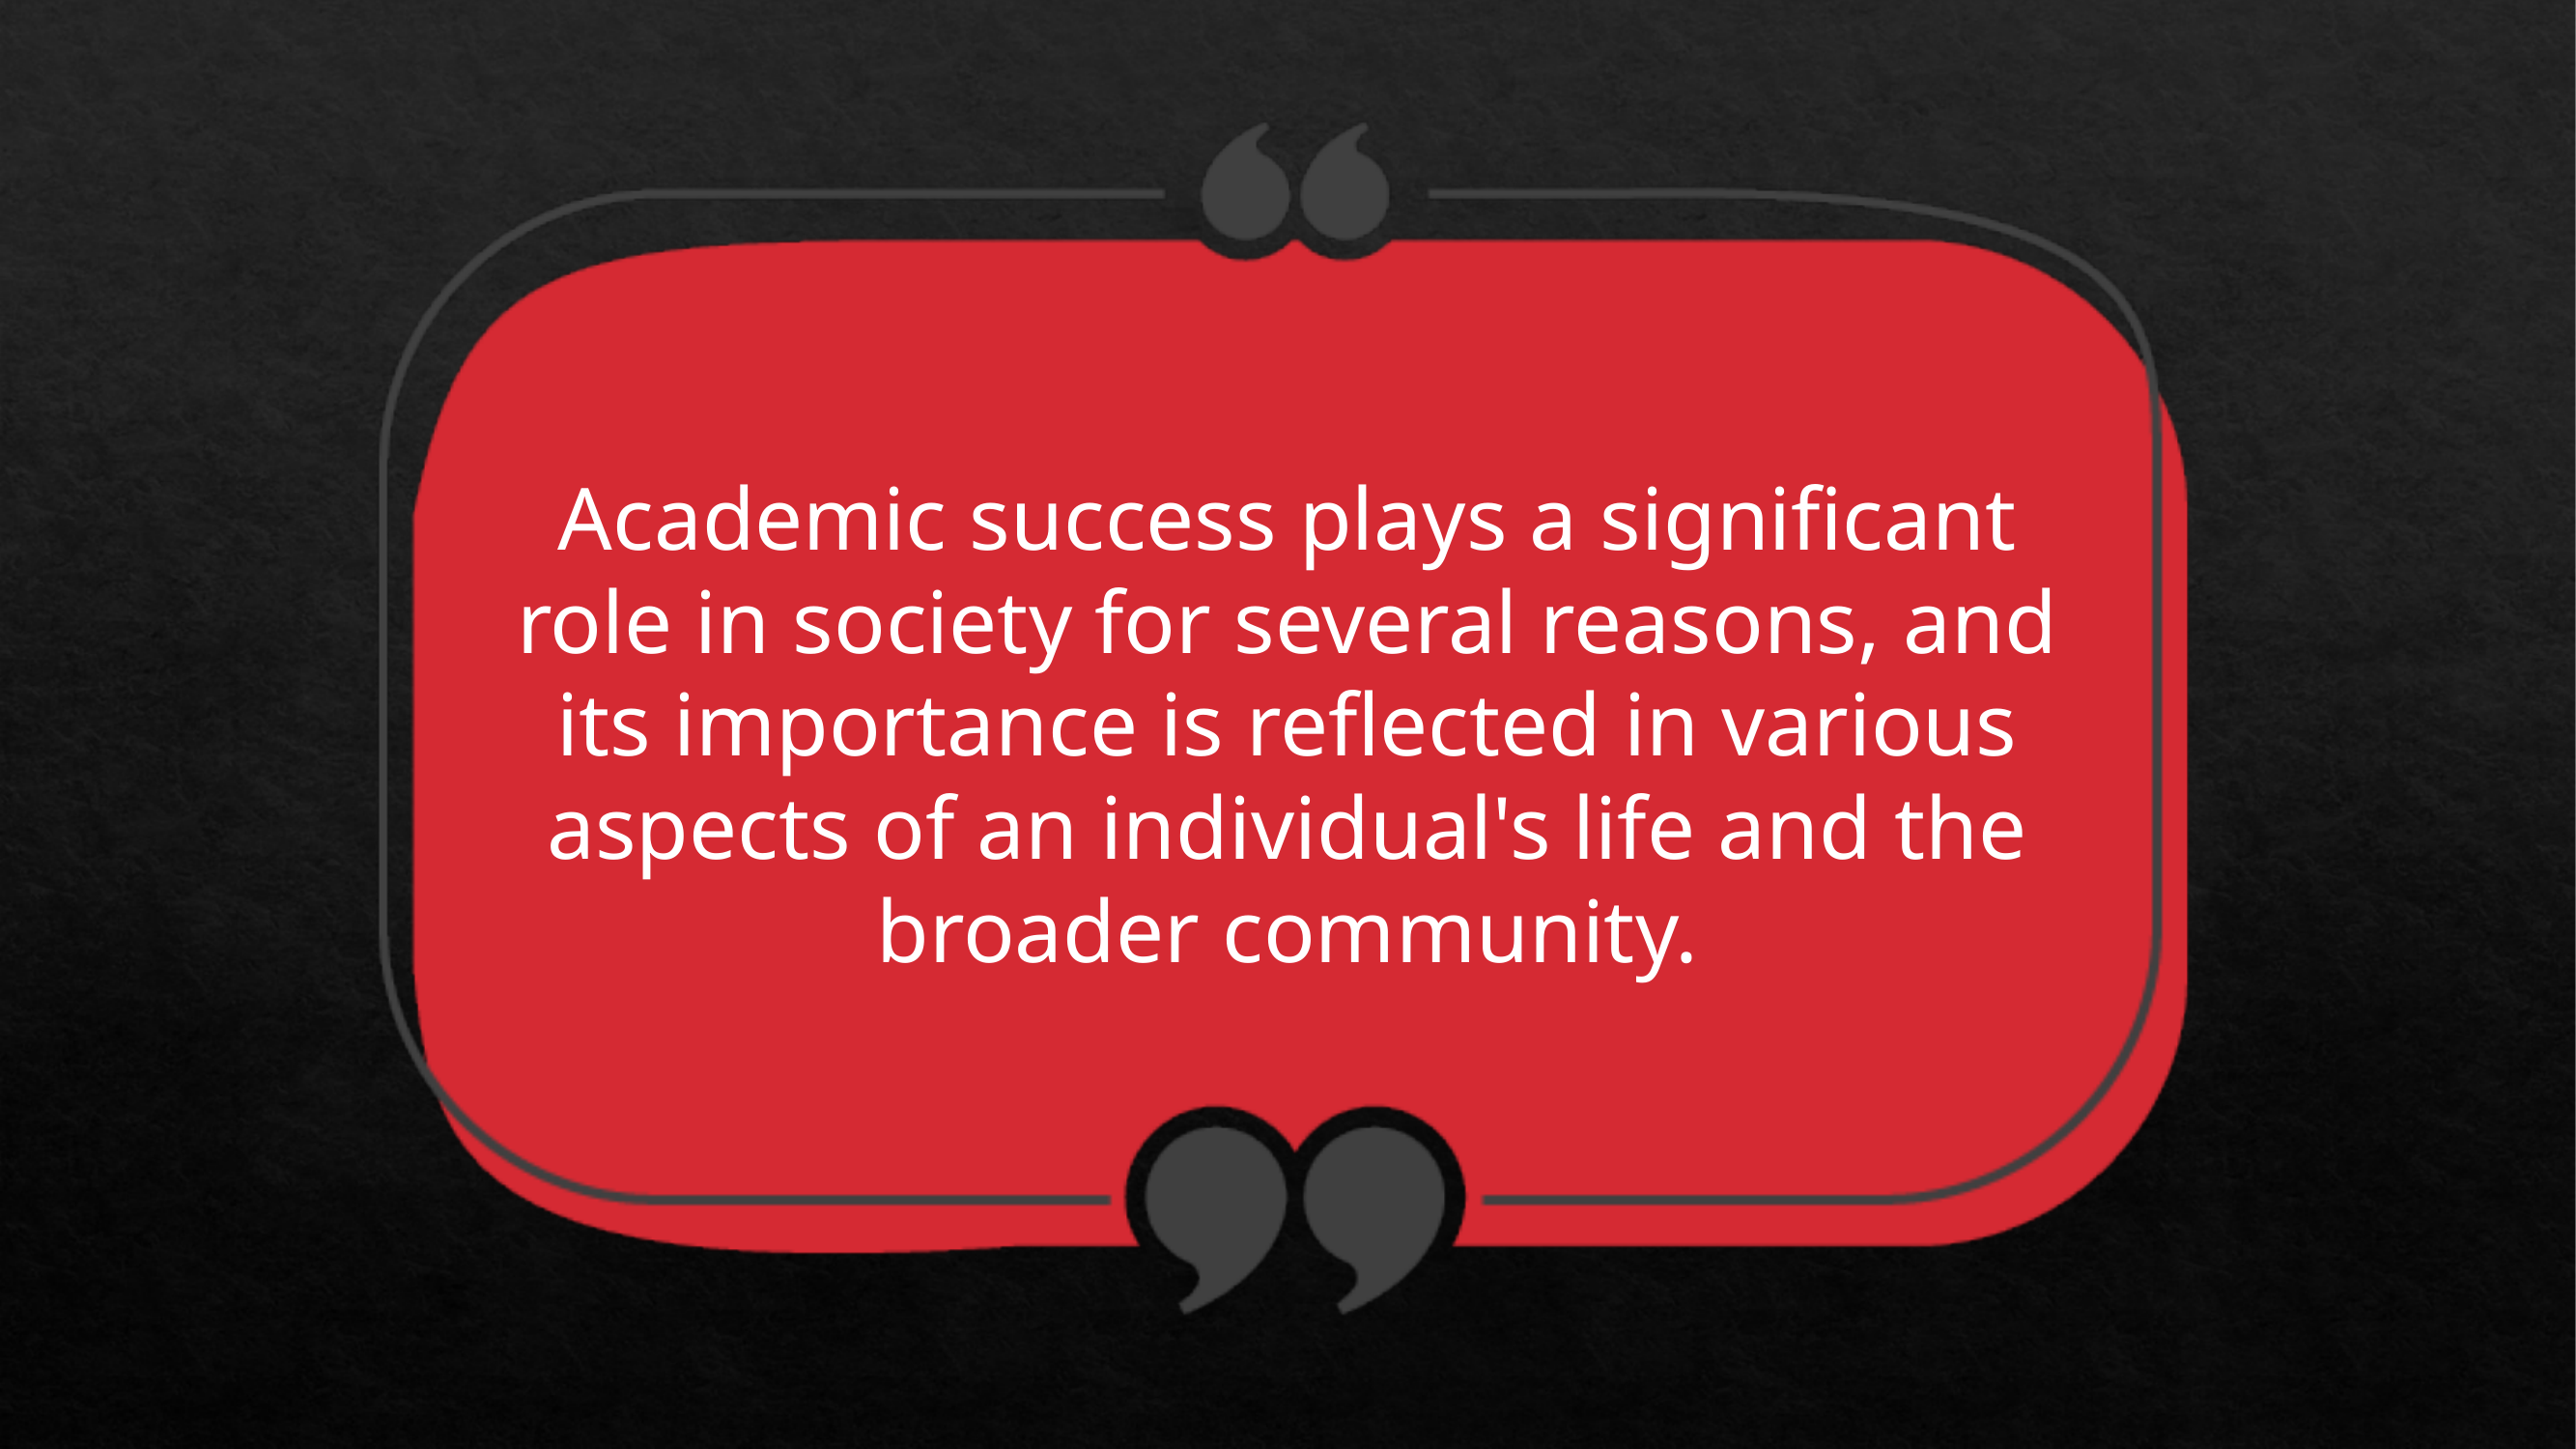 Academic success plays a significant
role in society for several reasons, and
its importance is reflected in various
aspects of an individual's life and the
broader community.